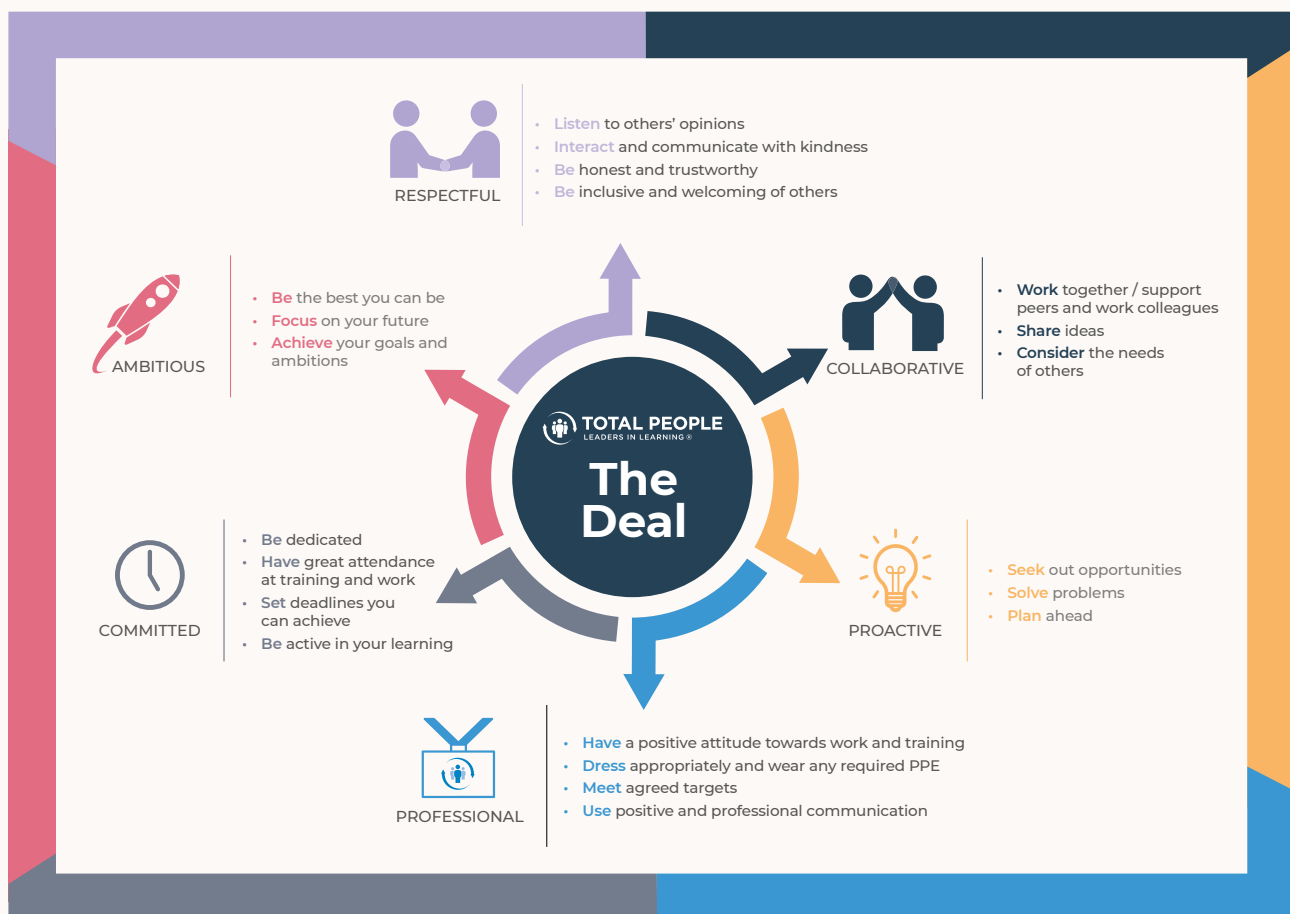 • Listen to others’ opinions
• Interact and communicate with kindness
• Be honest and trustworthy
• Be inclusive and welcoming of others
RESPECTFUL
• Be the best you can be
• Focus on your future
• Achieve your goals and
ambitions
AMBITIOUS
• Work together / support
peers and work colleagues
• Share ideas
• Consider the needs
of others
COLLABORATIVE
TOTAL PEOPLE
LEADERS IN LEARNING ®
The
Deal
• Be dedicated
• Have great attendance
at training and work
• Set deadlines you
can achieve
• Be active in your learning
COMMITTED
• Seek out opportunities
• Solve problems
• Plan ahead
PROACTIVE
• Have a positive attitude towards work and training
• Dress appropriately and wear any required PPE
• Meet agreed targets
• Use positive and professional communication
PROFESSIONAL